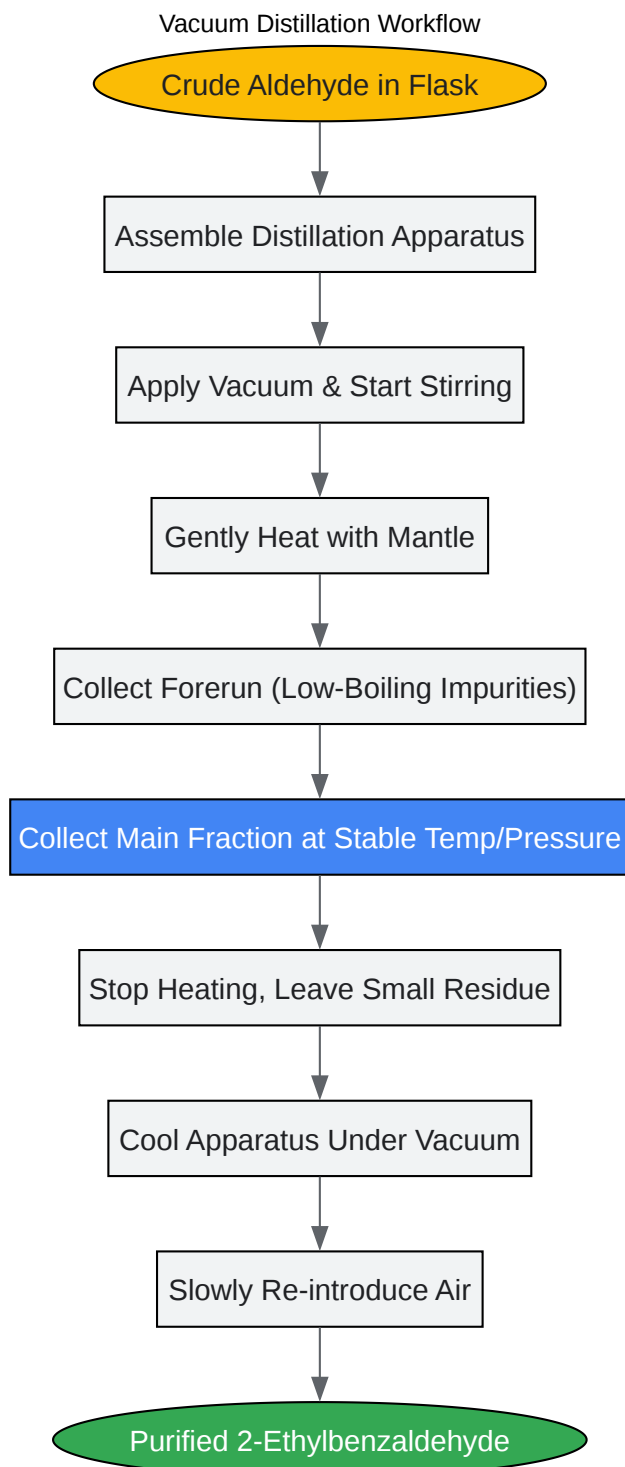 Vacuum Distillation Workflow
Crude Aldehyde in Flask
Assemble Distillation Apparatus
Apply Vacuum & Start Stirring
Gently Heat with Mantle
Collect Forerun (Low-Boiling Impurities)
Collect Main Fraction at Stable Temp/Pressure
Stop Heating, Leave Small Residue
Cool Apparatus Under Vacuum
Slowly Re-introduce Air
Purified 2-Ethylbenzaldehyde